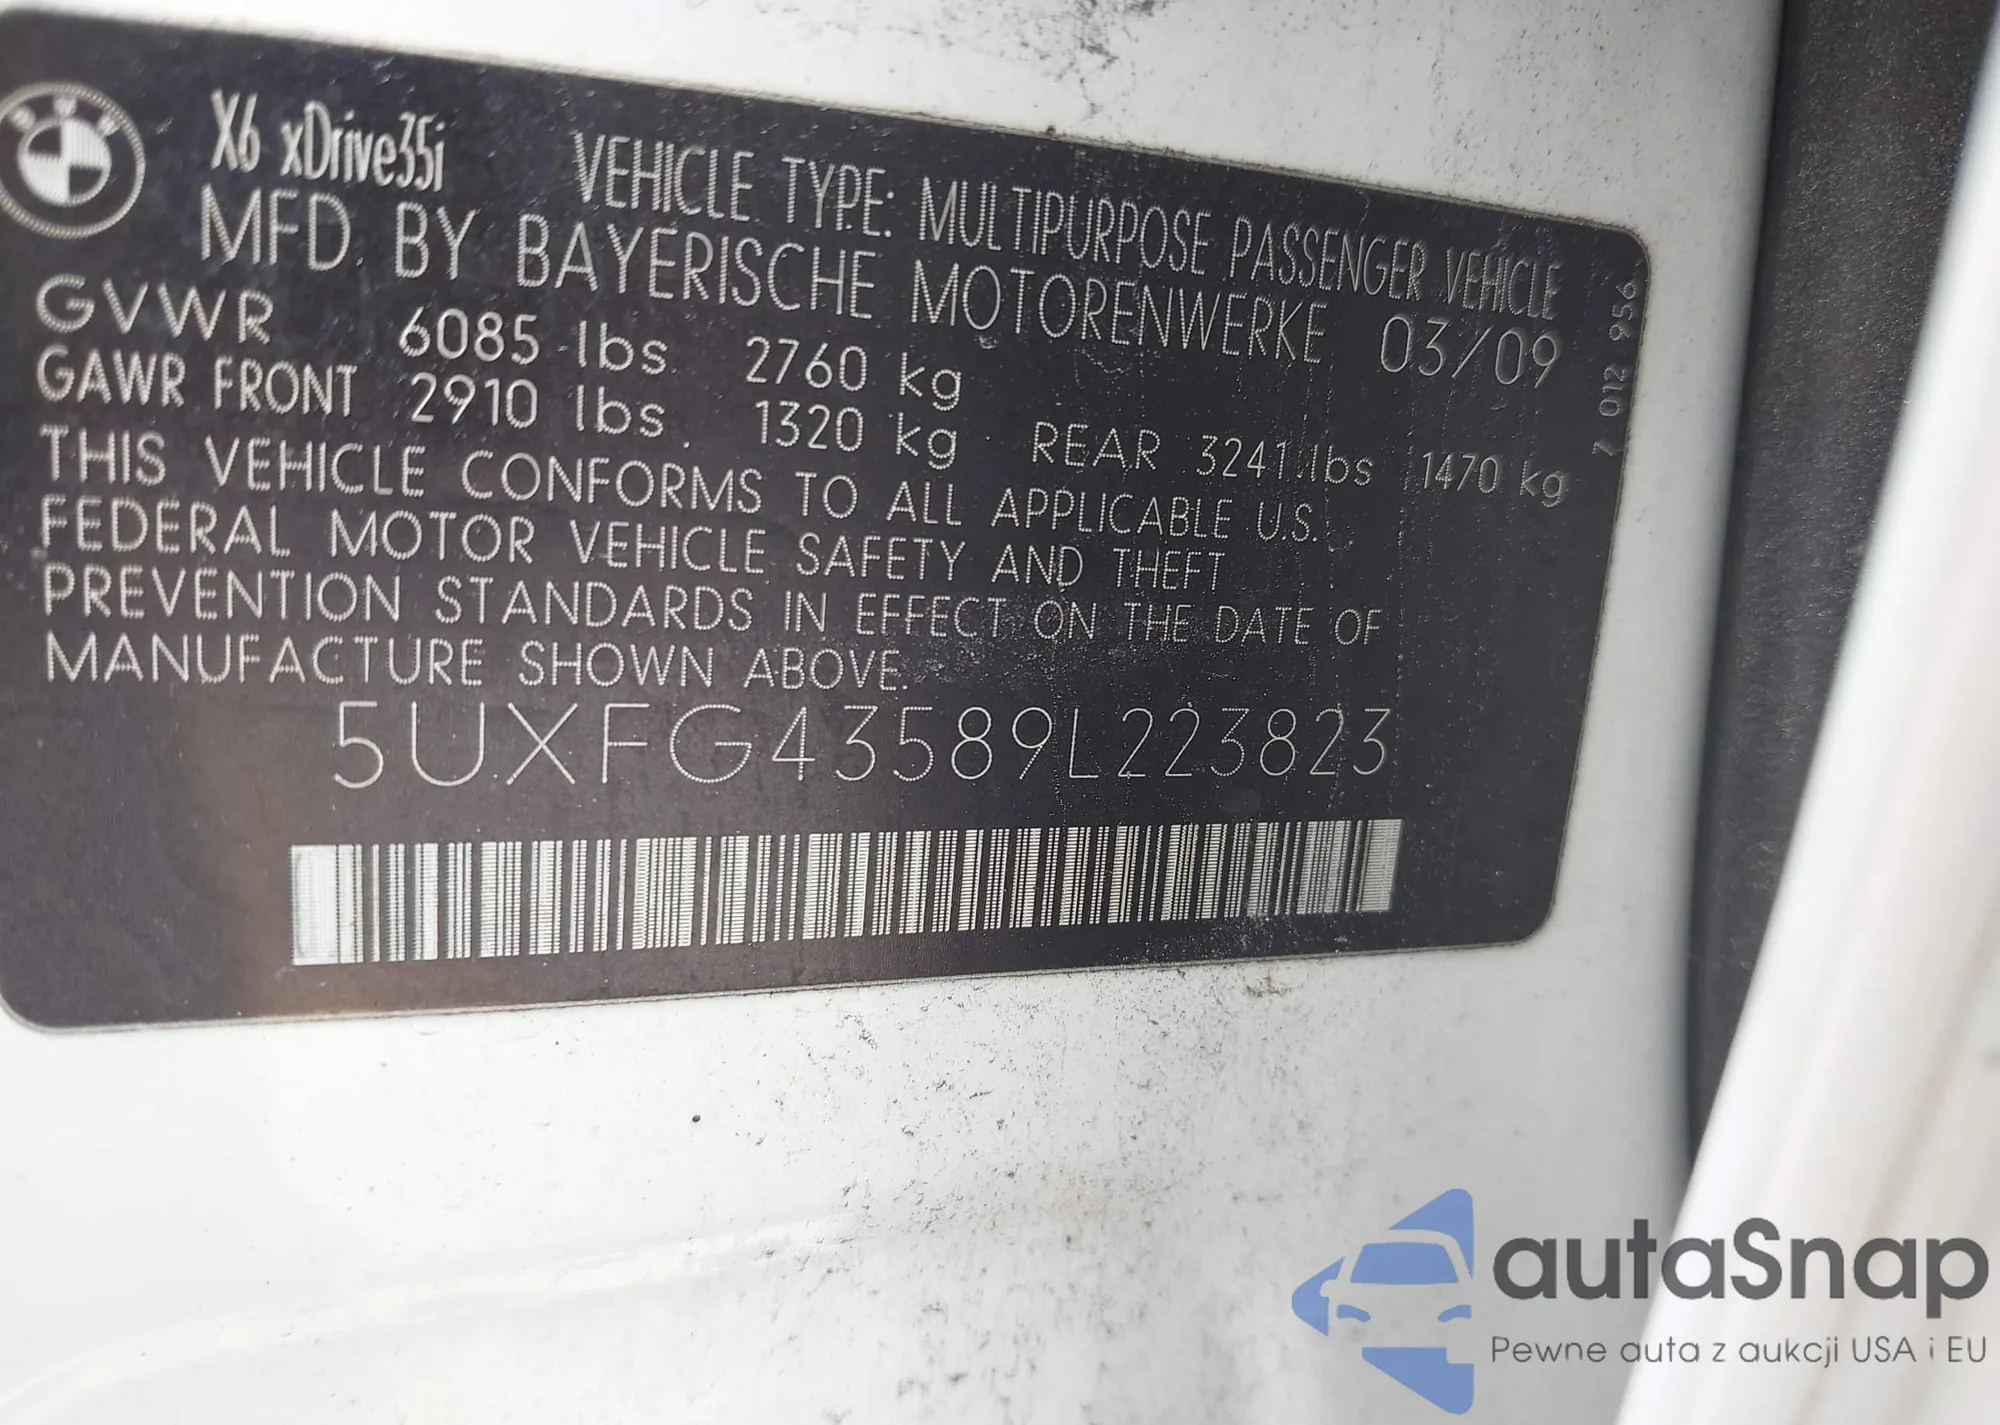 X6 xDrive35i
VEHICLE TYPE: MULTIPURPOSE PASSENGER VEHICLE
MFD. BY BAYERISCHE MOTORENWERKE 03/09
GVWR 6085 lbs. 2760 kg
GAWR FRONT 2910 lbs. 1320 kg REAR 3241 lbs 1470 kg
THIS VEHICLE CONFORMS TO ALL APPLICABLE U.S.
FEDERAL MOTOR VEHICLE SAFETY AND THEFT
PREVENTION STANDARDS IN EFFECT ON THE DATE OF
MANUFACTURE SHOWN ABOVE.
5UXFG43589L223823
7 012 956
autaSnap
Pewne auta z aukcji USA i EU